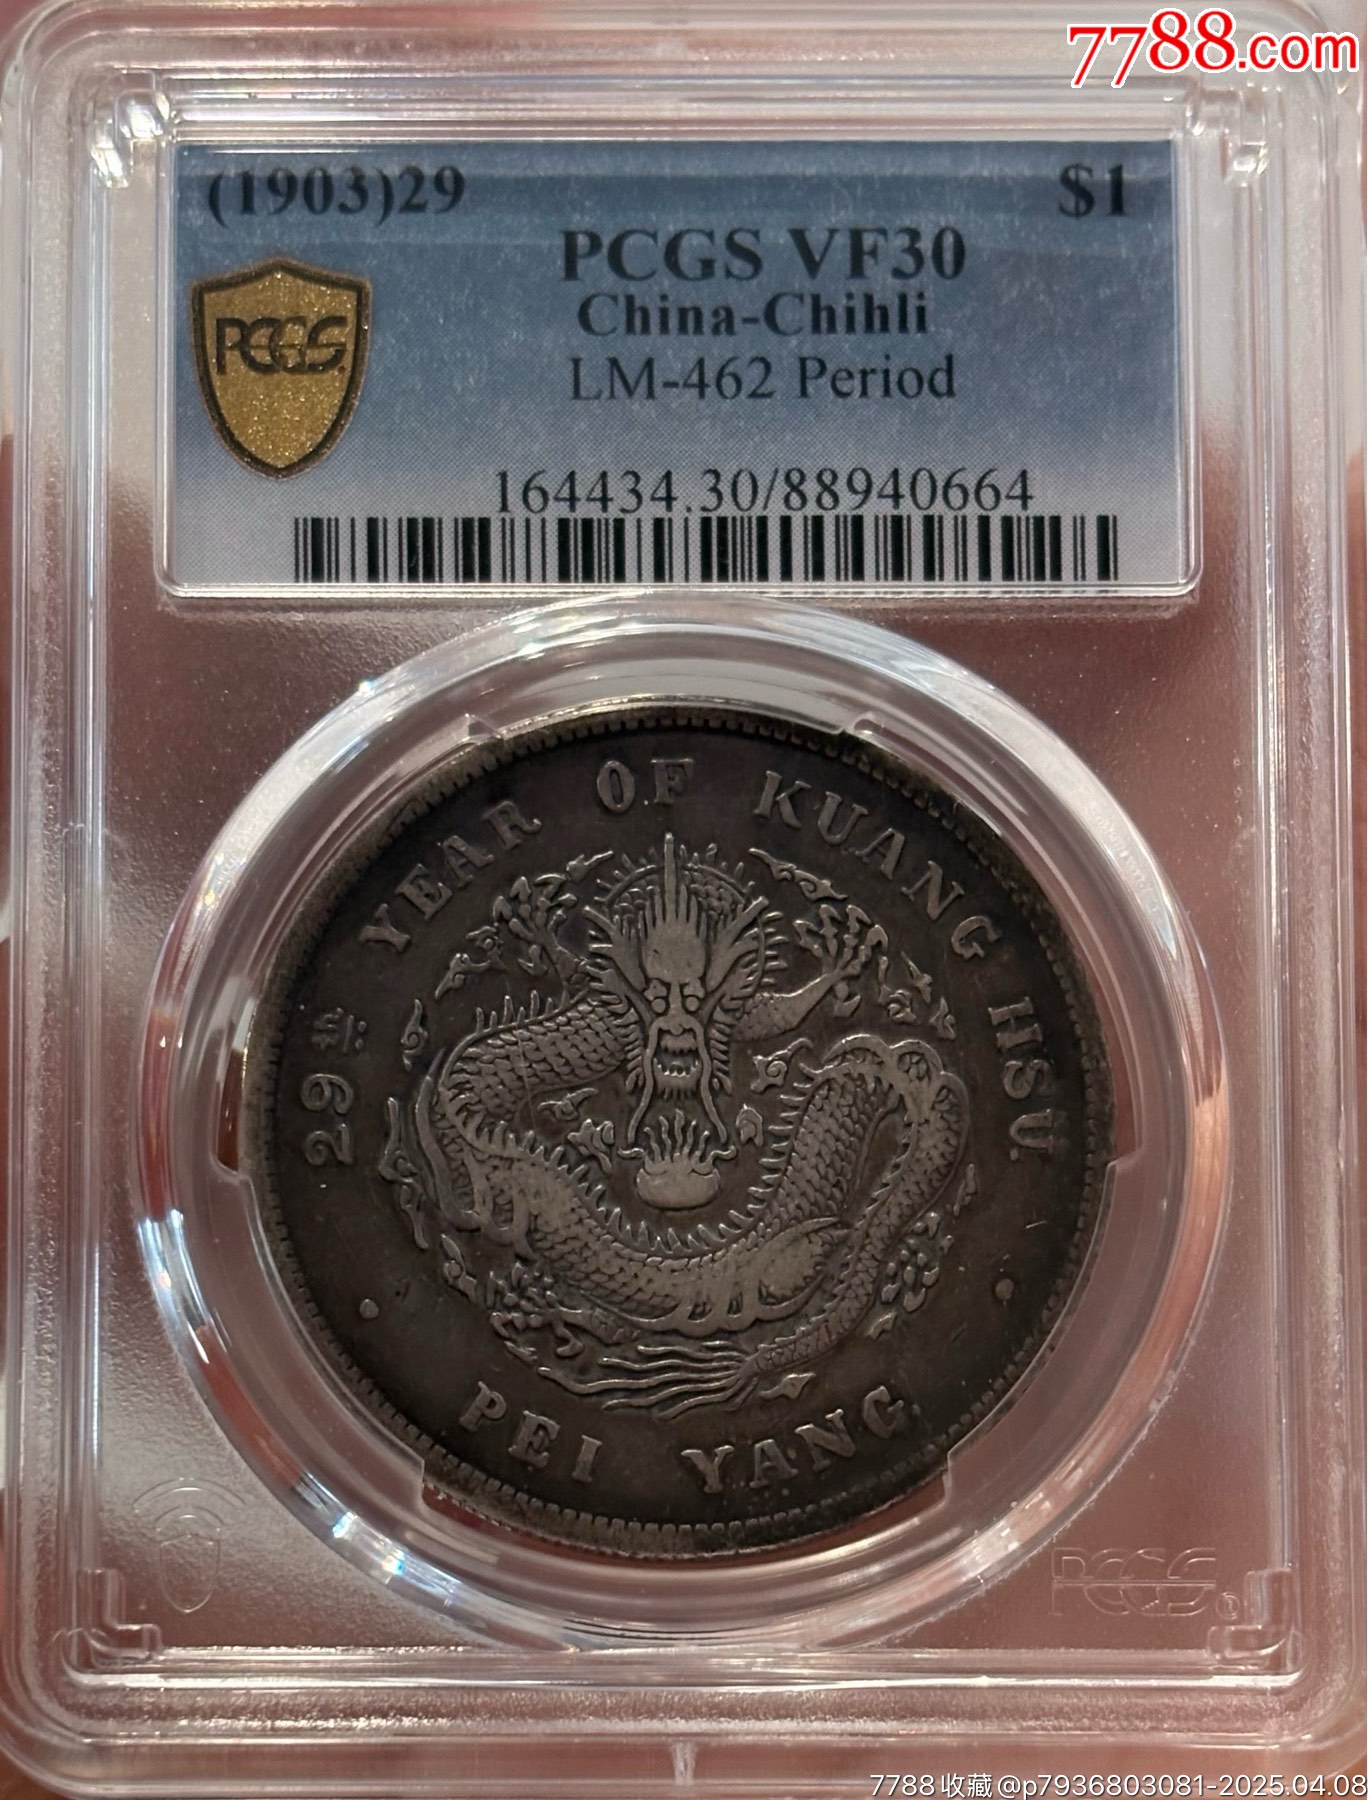 7788.com
(1903)29 $1
PCGS VF30
China-Chihli
LM-462 Period
PCGS
164434.30/88940664
29TH YEAR OF KUANG HSU
PEI YANG.
PCGS
7788收藏@p7936803081-2025.04.08